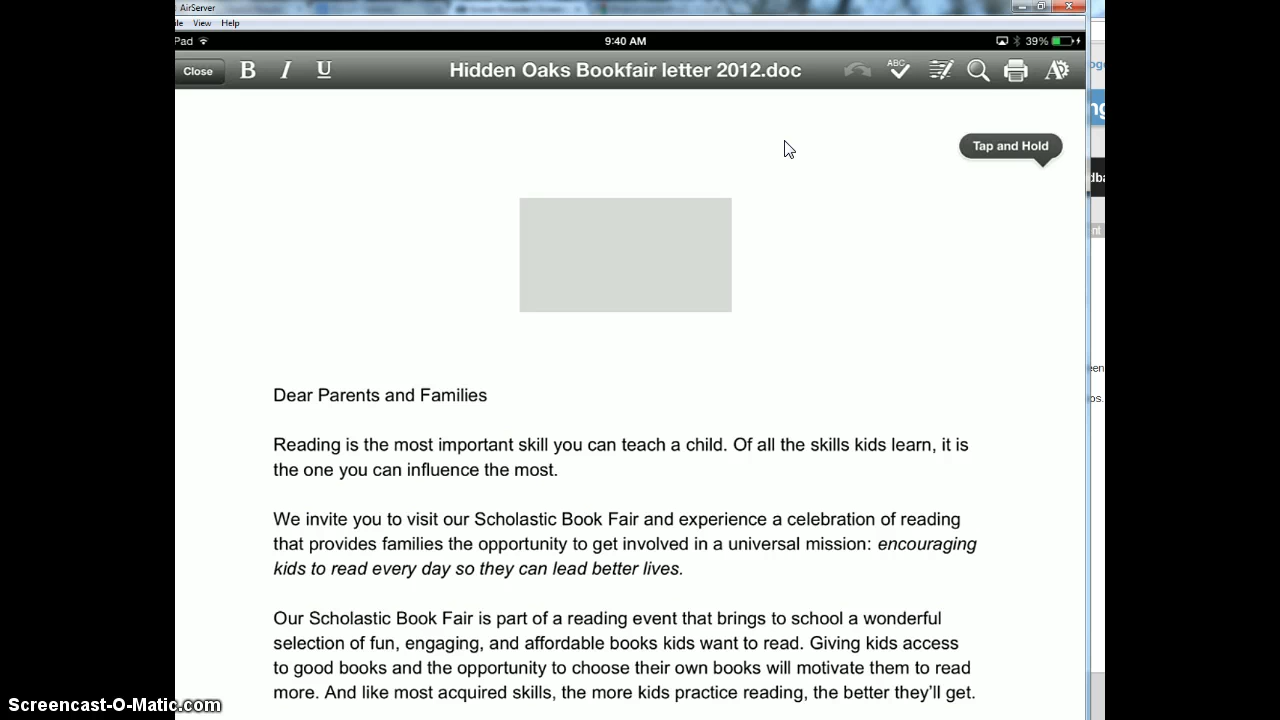 AirServer
View Help
Pad 9:40 AM 39%
Close B I U Hidden Oaks Bookfair letter 2012.doc ABC
Tap and Hold
Dear Parents and Families
Reading is the most important skill you can teach a child. Of all the skills kids learn, it is
the one you can influence the most.
We invite you to visit our Scholastic Book Fair and experience a celebration of reading
that provides families the opportunity to get involved in a universal mission: encouraging
kids to read every day so they can lead better lives.
Our Scholastic Book Fair is part of a reading event that brings to school a wonderful
selection of fun, engaging, and affordable books kids want to read. Giving kids access
to good books and the opportunity to choose their own books will motivate them to read
more. And like most acquired skills, the more kids practice reading, the better they'll get.
Screencast-O-Matic.com